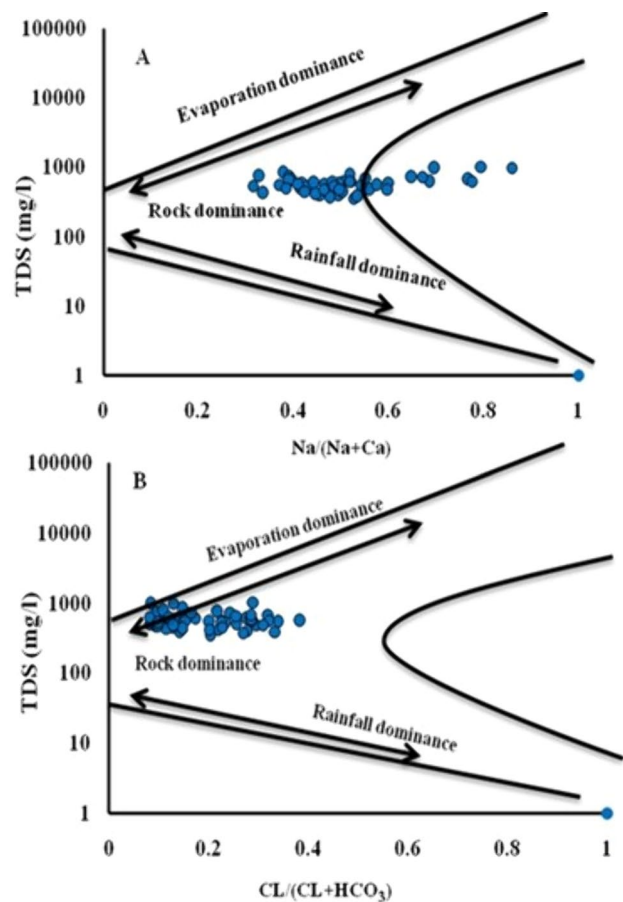 100000
A
Evaporation dominance
10000
1000
Rock dominance
100
Rainfall dominance
10
1
TDS (mg/l)
0 0.2 0.4 0.6 0.8 1
Na/(Na+Ca)
100000
B
Evaporation dominance
10000
1000
Rock dominance
100
Rainfall dominance
10
1
TDS (mg/l)
0 0.2 0.4 0.6 0.8 1
CL/(CL+HCO₃)